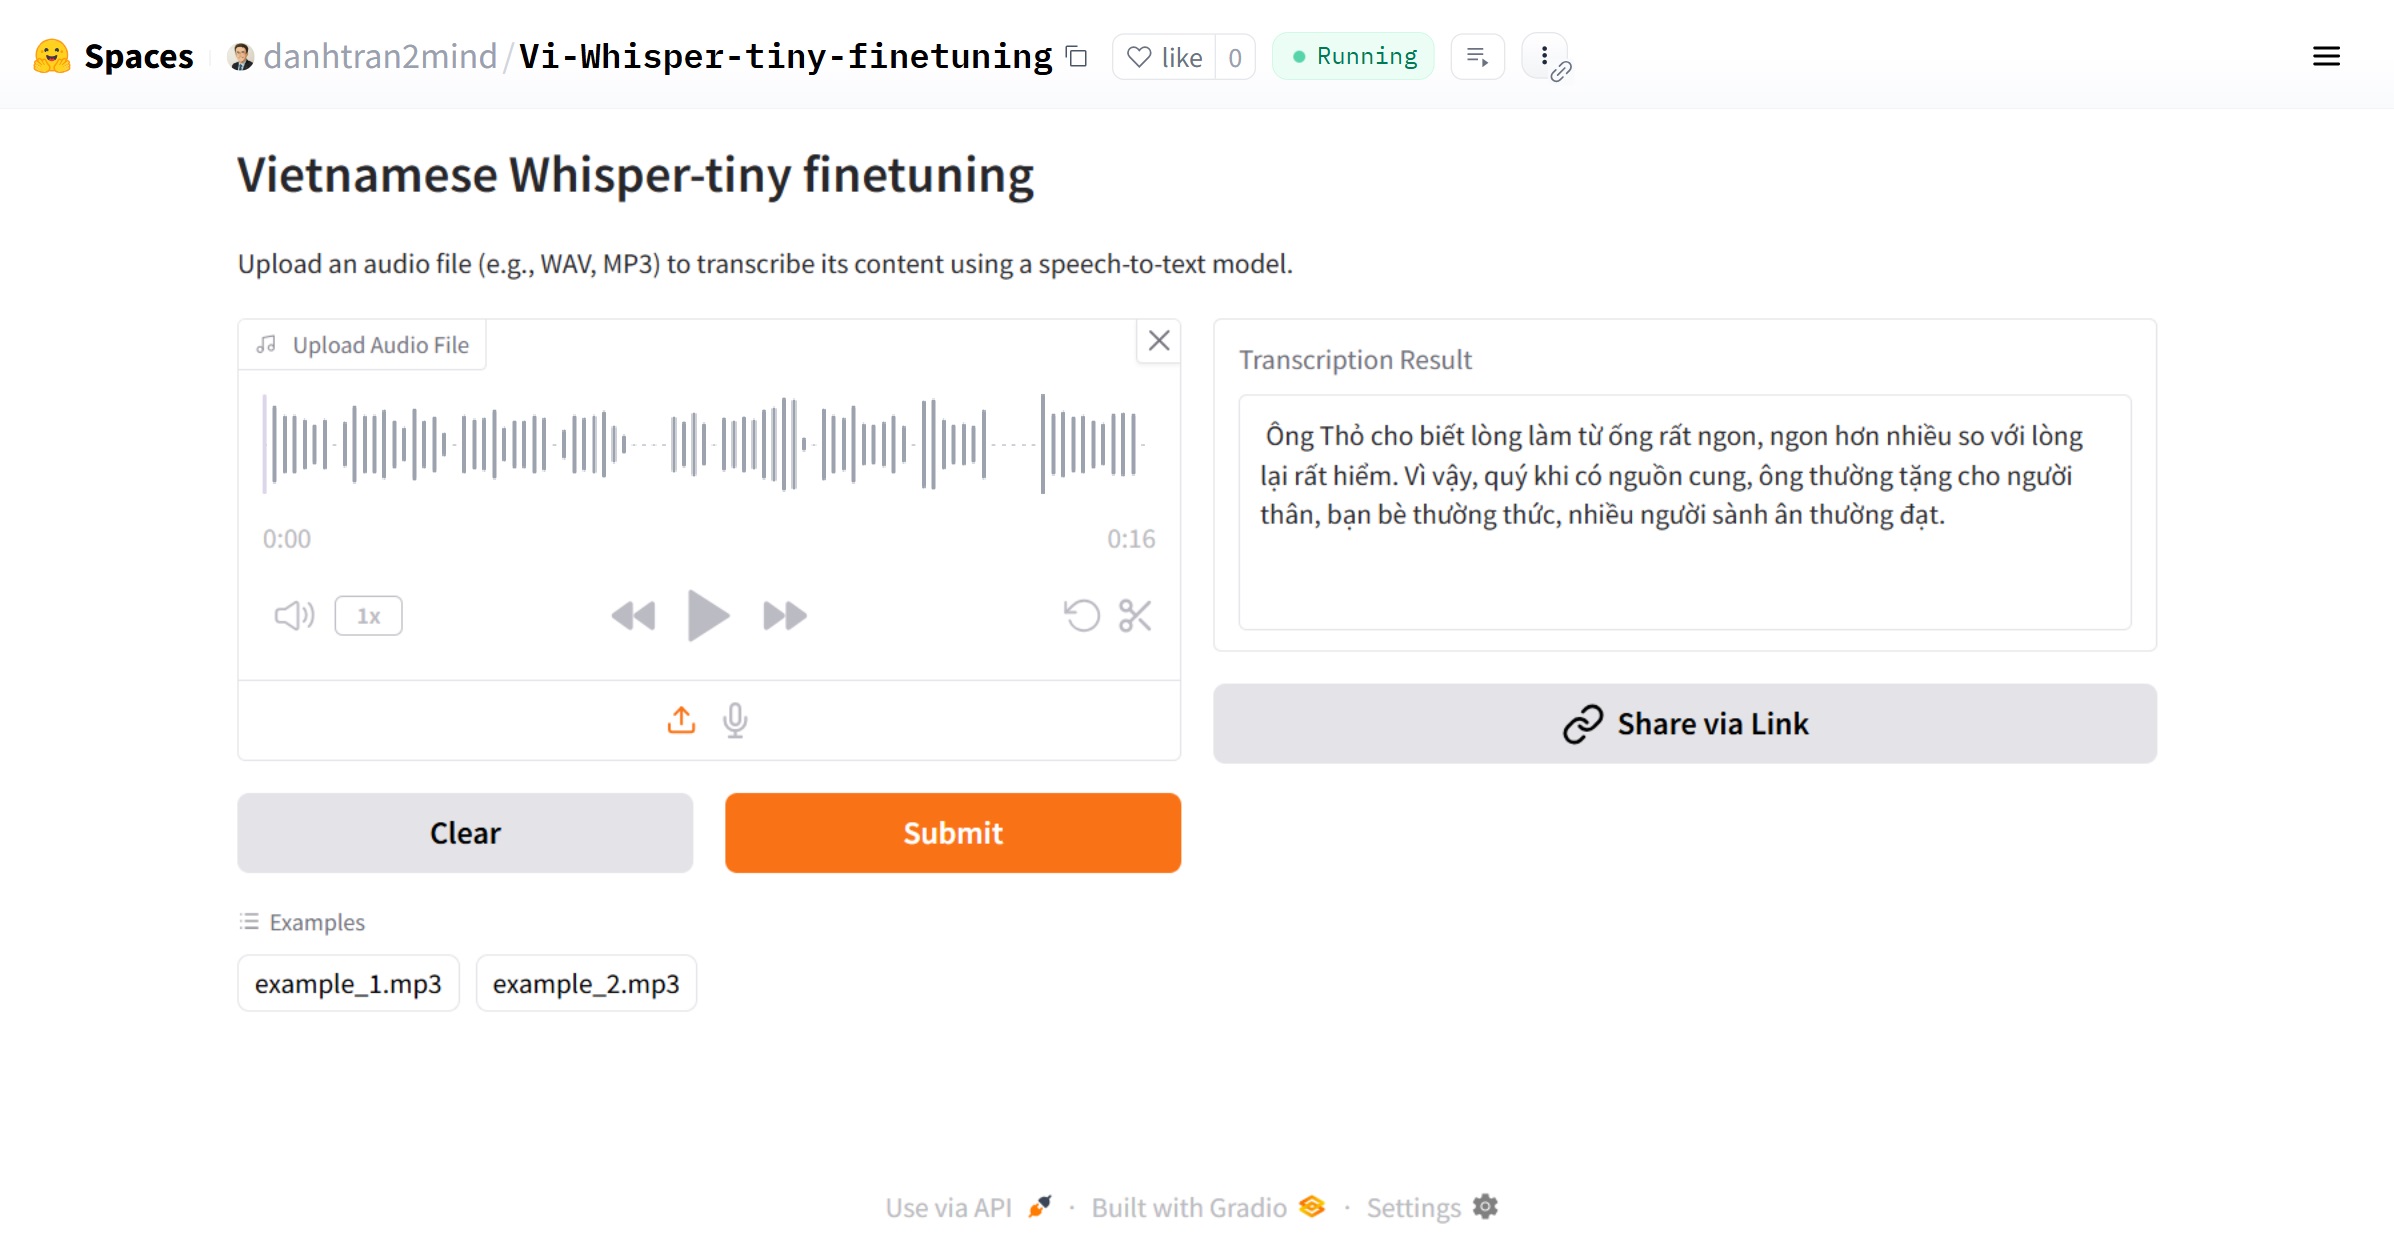 Spaces danhtran2mind/Vi-Whisper-tiny-finetuning like 0 Running
Vietnamese Whisper-tiny finetuning
Upload an audio file (e.g., WAV, MP3) to transcribe its content using a speech-to-text model.
Upload Audio File
0:00 0:16
1x
Transcription Result
Ông Thỏ cho biết lòng làm từ ống rất ngon, ngon hơn nhiều so với lòng
lại rất hiểm. Vì vậy, quý khi có nguồn cung, ông thường tặng cho người
thân, bạn bè thường thức, nhiều người sành ân thường đạt.
Share via Link
Clear Submit
Examples
example_1.mp3 example_2.mp3
Use via API · Built with Gradio · Settings